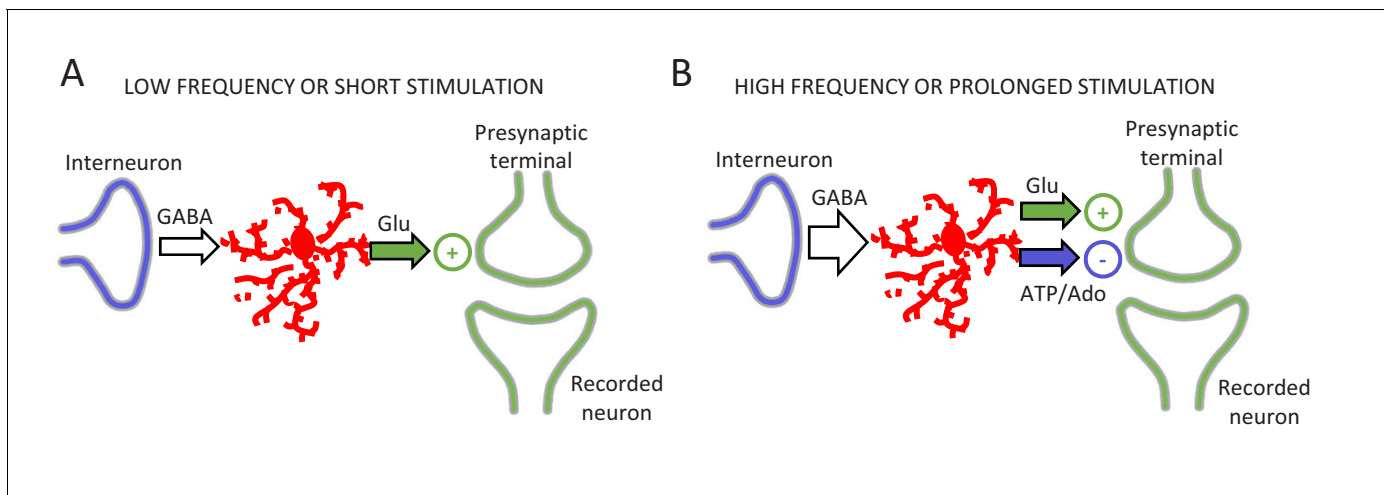 A
LOW FREQUENCY OR SHORT STIMULATION
Interneuron
GABA
Glu
+
Presynaptic
terminal
Recorded
neuron
B
HIGH FREQUENCY OR PROLONGED STIMULATION
Interneuron
GABA
Glu
+
-
ATP/Ado
Presynaptic
terminal
Recorded
neuron